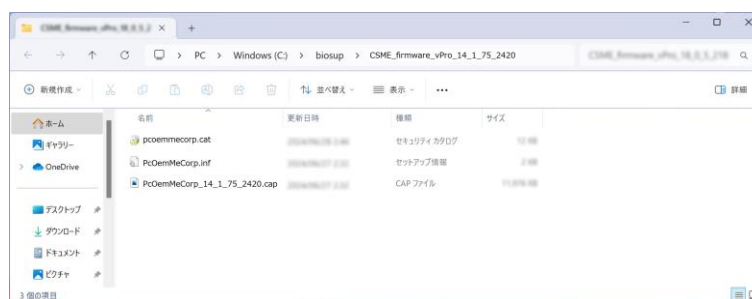 PC > Windows (C:) > biosup > CSME_firmware_vPro_14_1_75_2420
新規作成 並べ替え 表示 ... 詳細
名前 更新日時 種類 サイズ
ホーム
ギャラリー
OneDrive
デスクトップ
ダウンロード
ドキュメント
ピクチャ
pcoemmecorp.cat セキュリティ カタログ
PcOemMeCorp.inf セットアップ情報
PcOemMeCorp_14_1_75_2420.cap CAP ファイル
3 個の項目